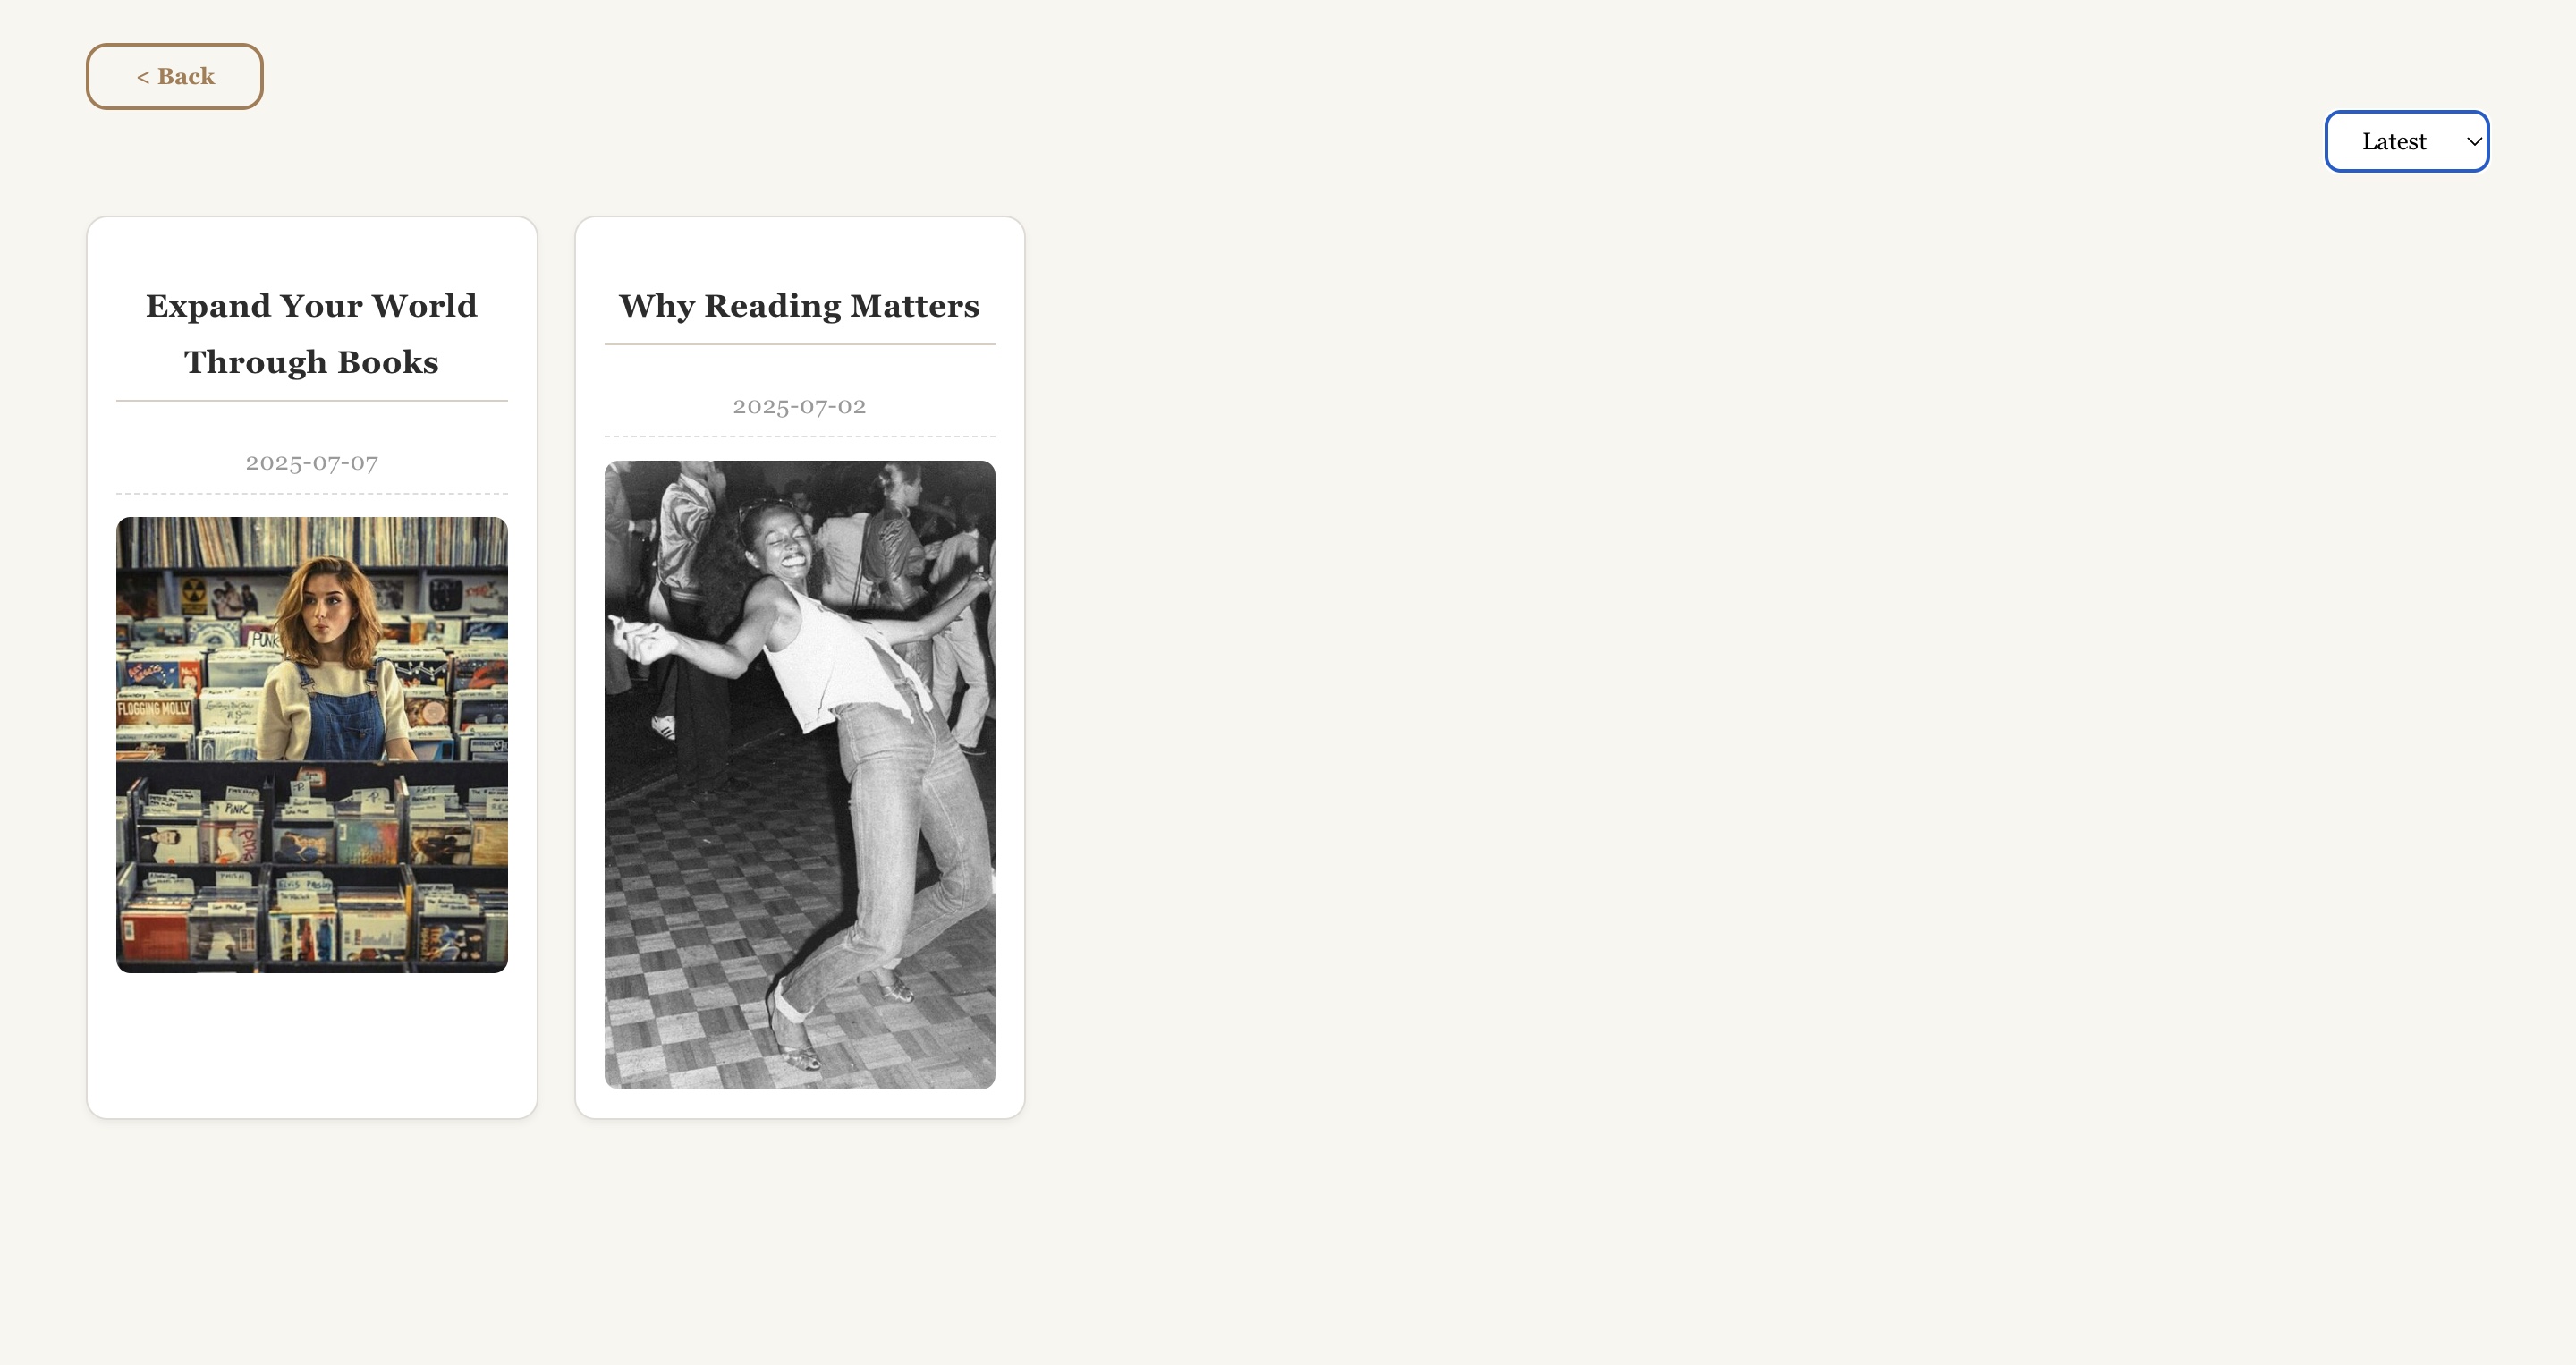 < Back
Latest
Expand Your World
Through Books
2025-07-07
PUNK
FLOGGING MOLLY
PINK
ELVIS PRESLEY
Why Reading Matters
2025-07-02